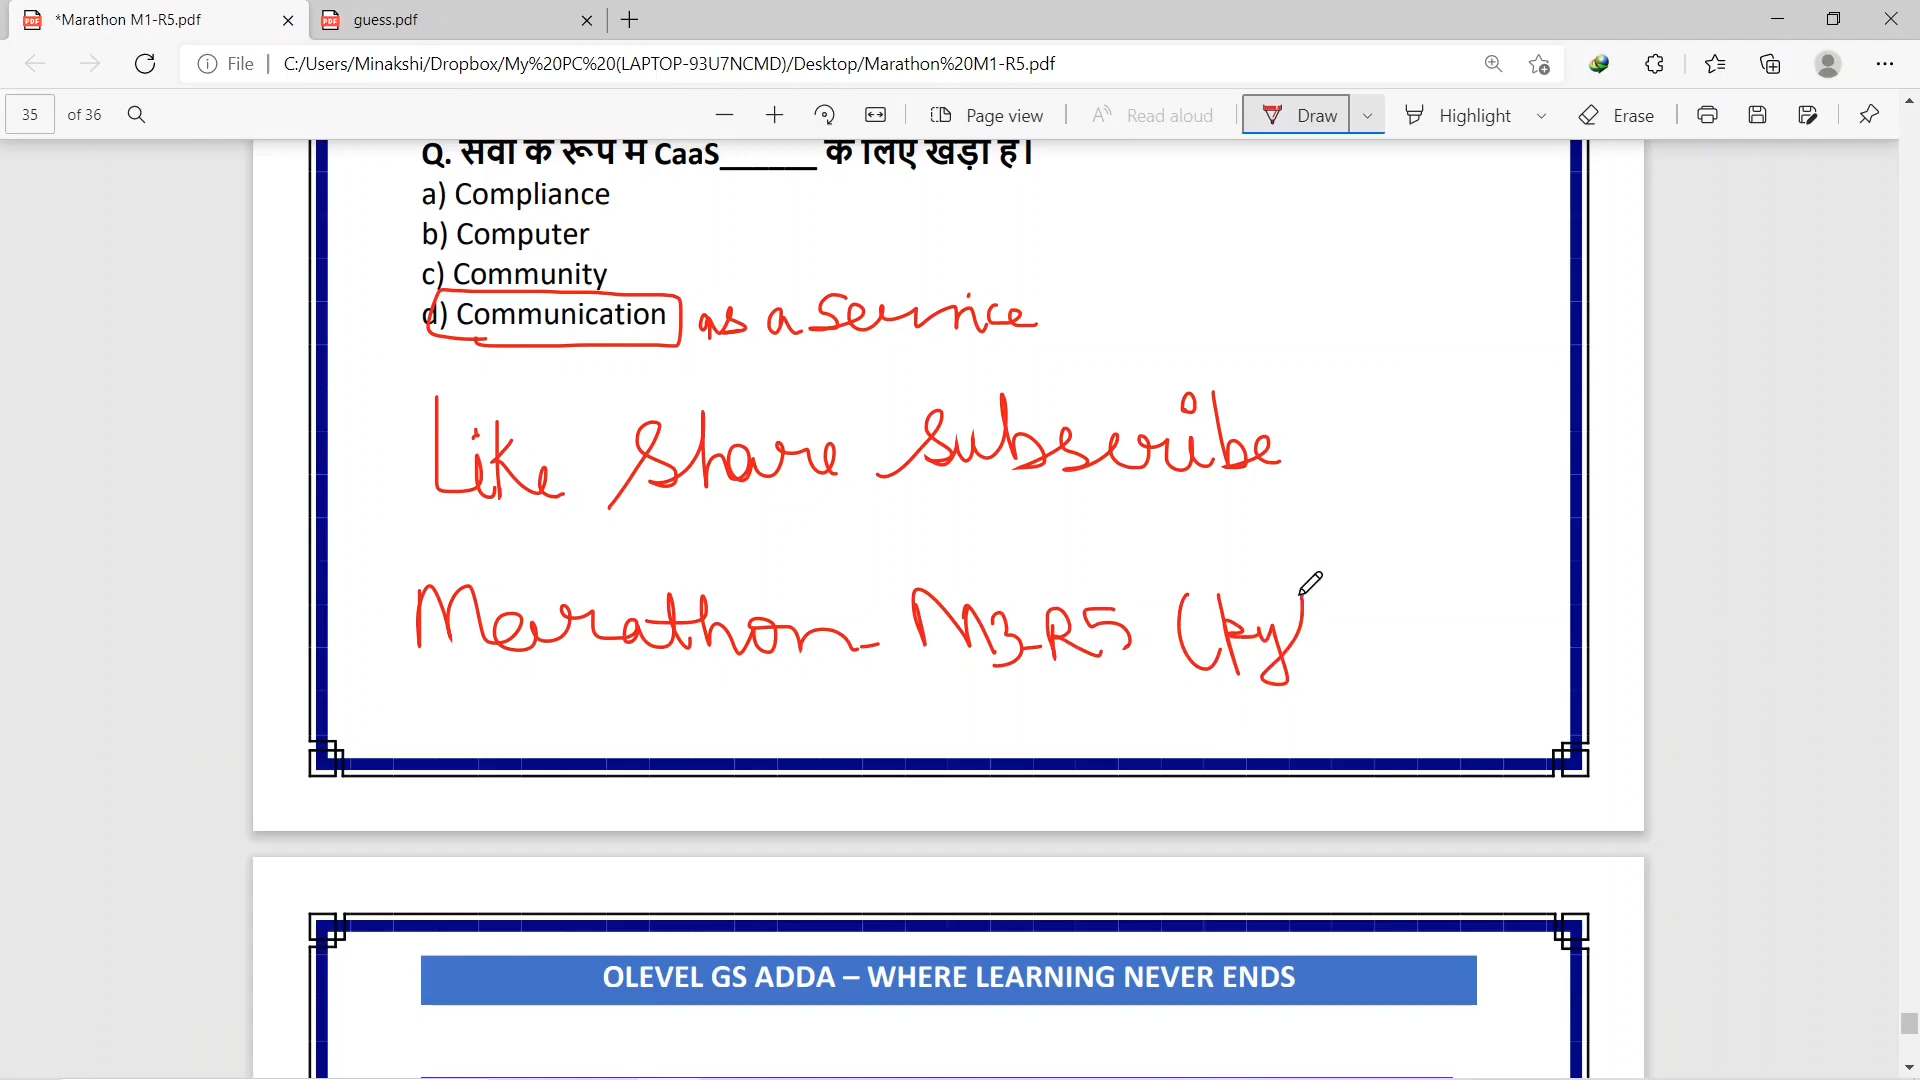 *Marathon M1-R5.pdf
guess.pdf
File
C:/Users/Minakshi/Dropbox/My%20PC%20(LAPTOP-93U7NCMD)/Desktop/Marathon%20M1-R5.pdf
35 of 36
Page view
Read aloud
Draw
Highlight
Erase
Q. सेवा के रूप में CaaS______ के लिए खड़ा है।
a) Compliance
b) Computer
c) Community
d) Communication as a Service
Like Share Subscribe
Marathon - M3-R5 (Py)
OLEVEL GS ADDA – WHERE LEARNING NEVER ENDS